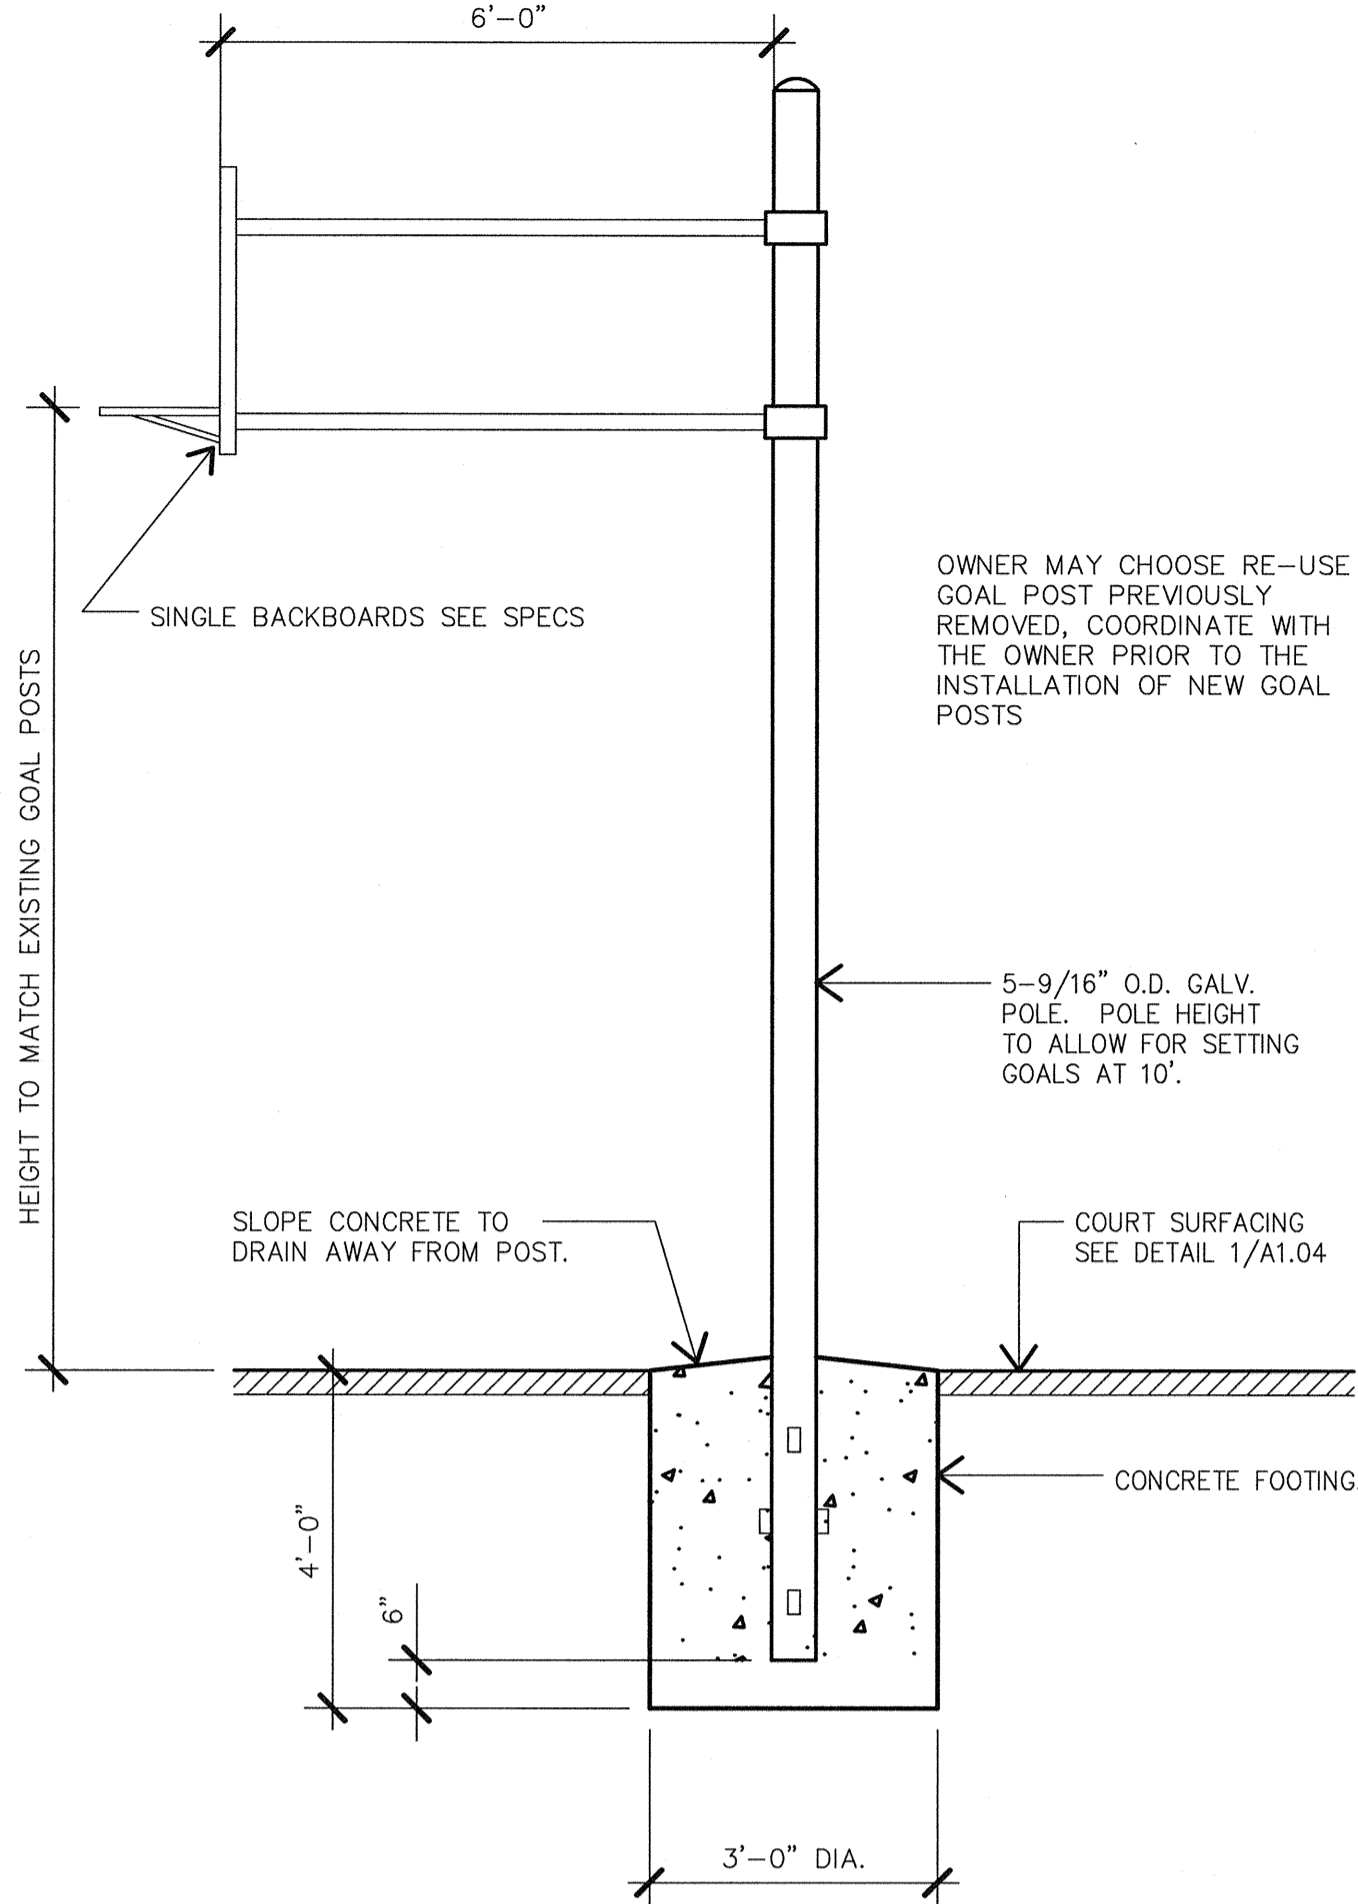 6'-0"
SINGLE BACKBOARDS SEE SPECS
OWNER MAY CHOOSE RE-USE
GOAL POST PREVIOUSLY
REMOVED, COORDINATE WITH
THE OWNER PRIOR TO THE
INSTALLATION OF NEW GOAL
POSTS
HEIGHT TO MATCH EXISTING GOAL POSTS
5-9/16" O.D. GALV.
POLE. POLE HEIGHT
TO ALLOW FOR SETTING
GOALS AT 10'.
SLOPE CONCRETE TO
DRAIN AWAY FROM POST.
COURT SURFACING
SEE DETAIL 1/A1.04
CONCRETE FOOTING.
4'-0"
6"
3'-0" DIA.